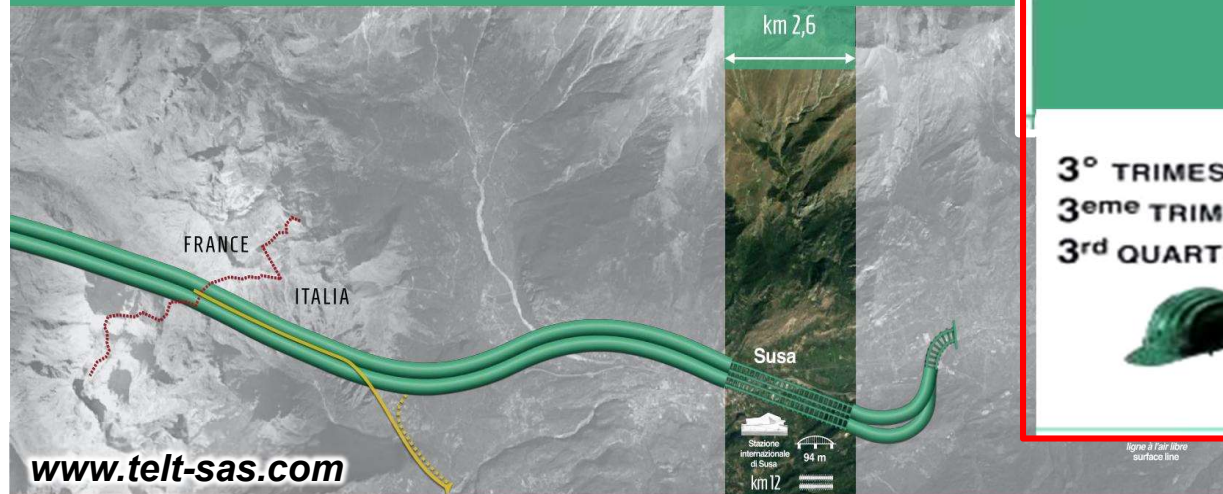 km 2,6
FRANCE
ITALIA
Susa
Stazione
internazionale
di Susa
94 m
km 12
www.telt-sas.com
3° TRIMES
3eme TRIM
3rd QUART
ligne à l'air libre
surface line